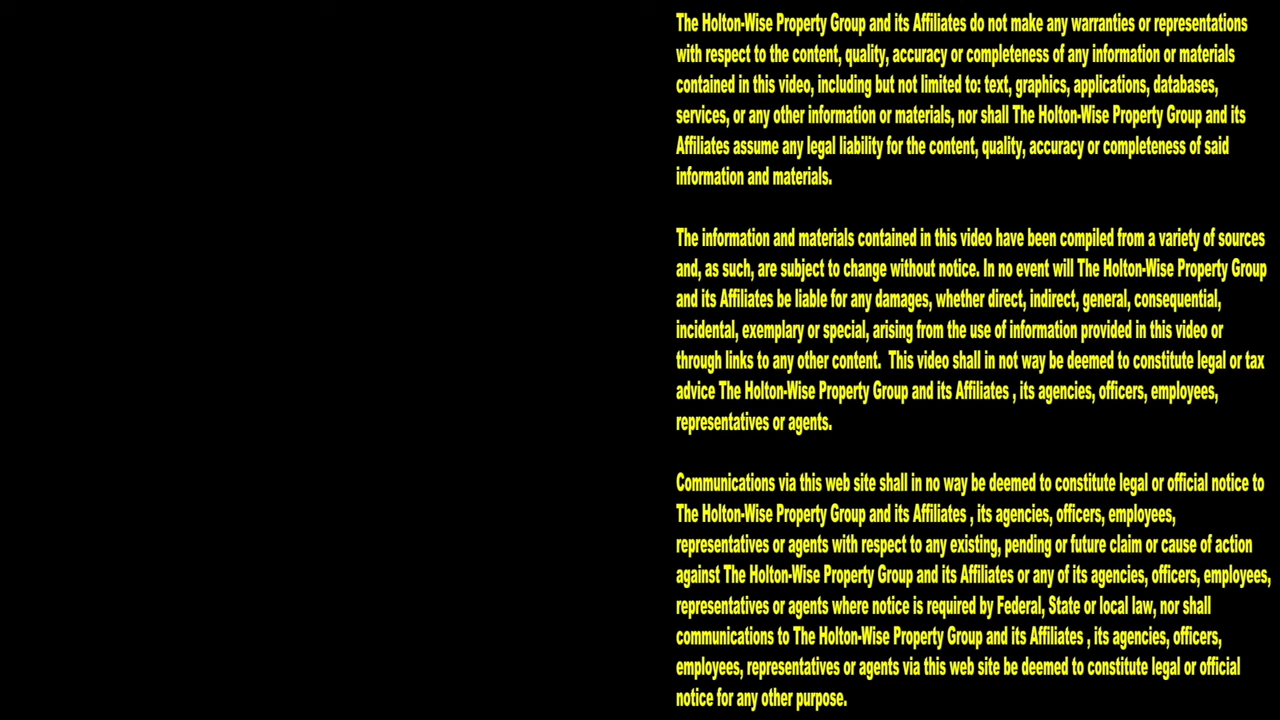 The Holton-Wise Property Group and its Affiliates do not make any warranties or representations
with respect to the content, quality, accuracy or completeness of any information or materials
contained in this video, including but not limited to: text, graphics, applications, databases,
services, or any other information or materials, nor shall The Holton-Wise Property Group and its
Affiliates assume any legal liability for the content, quality, accuracy or completeness of said
information and materials.
The information and materials contained in this video have been compiled from a variety of sources
and, as such, are subject to change without notice. In no event will The Holton-Wise Property Group
and its Affiliates be liable for any damages, whether direct, indirect, general, consequential,
incidental, exemplary or special, arising from the use of information provided in this video or
through links to any other content.  This video shall in not way be deemed to constitute legal or tax
advice The Holton-Wise Property Group and its Affiliates , its agencies, officers, employees,
representatives or agents.
Communications via this web site shall in no way be deemed to constitute legal or official notice to
The Holton-Wise Property Group and its Affiliates , its agencies, officers, employees,
representatives or agents with respect to any existing, pending or future claim or cause of action
against The Holton-Wise Property Group and its Affiliates or any of its agencies, officers, employees,
representatives or agents where notice is required by Federal, State or local law, nor shall
communications to The Holton-Wise Property Group and its Affiliates , its agencies, officers,
employees, representatives or agents via this web site be deemed to constitute legal or official
notice for any other purpose.